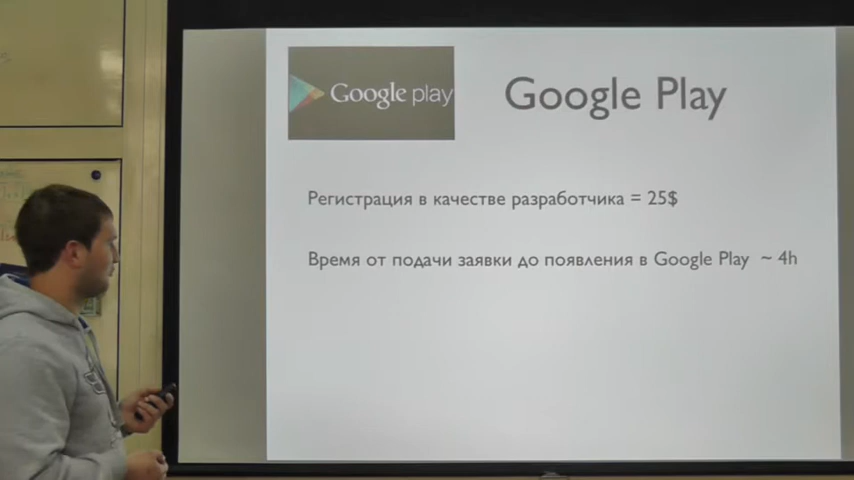 Google play
Google Play
Регистрация в качестве разработчика = 25$
Время от подачи заявки до появления в Google Play ~ 4h